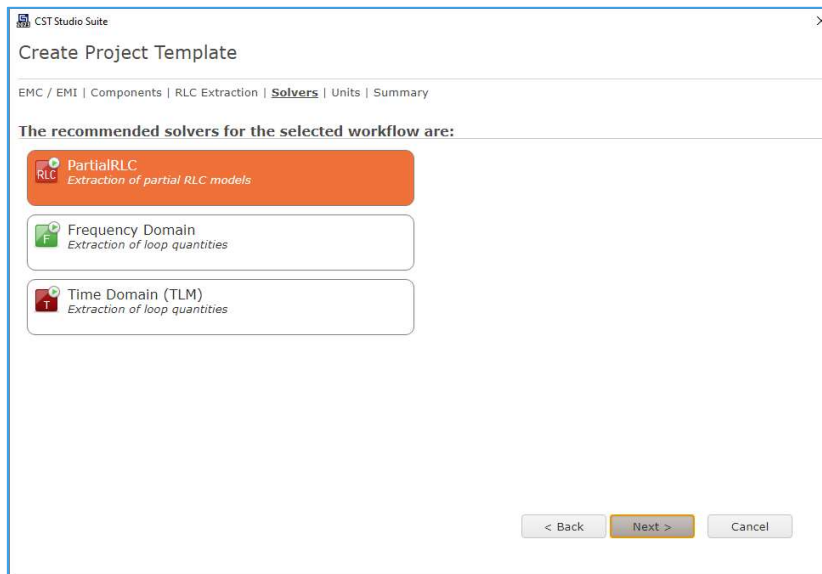 CST Studio Suite
Create Project Template
EMC / EMI | Components | RLC Extraction | Solvers | Units | Summary
The recommended solvers for the selected workflow are:
RLC
PartialRLC
Extraction of partial RLC models
F
Frequency Domain
Extraction of loop quantities
T
Time Domain (TLM)
Extraction of loop quantities
< Back Next > Cancel